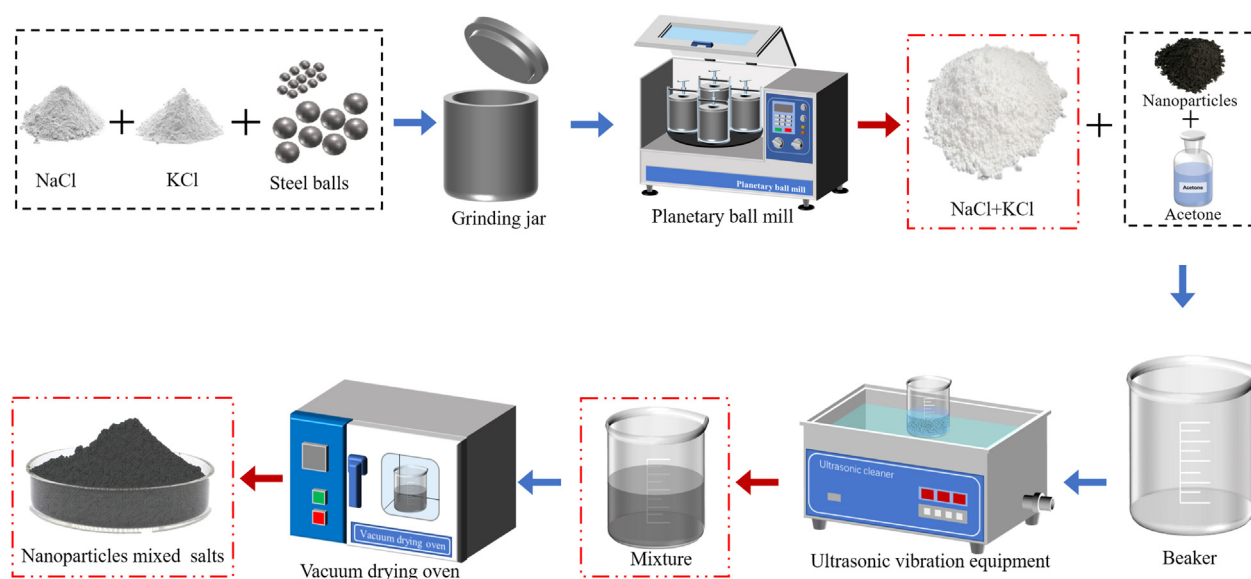 NaCl
KCl
Steel balls
Grinding jar
Planetary ball mill
Planetary ball mill
NaCl+KCl
Nanoparticles
Acetone
Acetone
Nanoparticles mixed salts
Vacuum drying oven
Vacuum drying oven
Mixture
Ultrasonic cleaner
Ultrasonic vibration equipment
Beaker